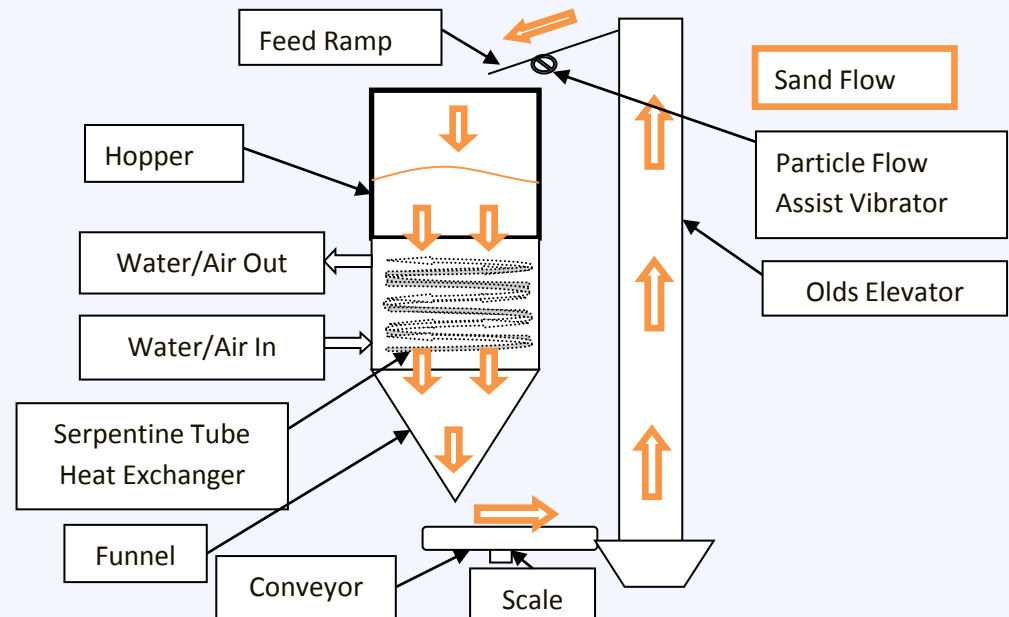 Feed Ramp
Sand Flow
Hopper
Particle Flow
Assist Vibrator
Water/Air Out
Olds Elevator
Water/Air In
Serpentine Tube
Heat Exchanger
Funnel
Conveyor
Scale